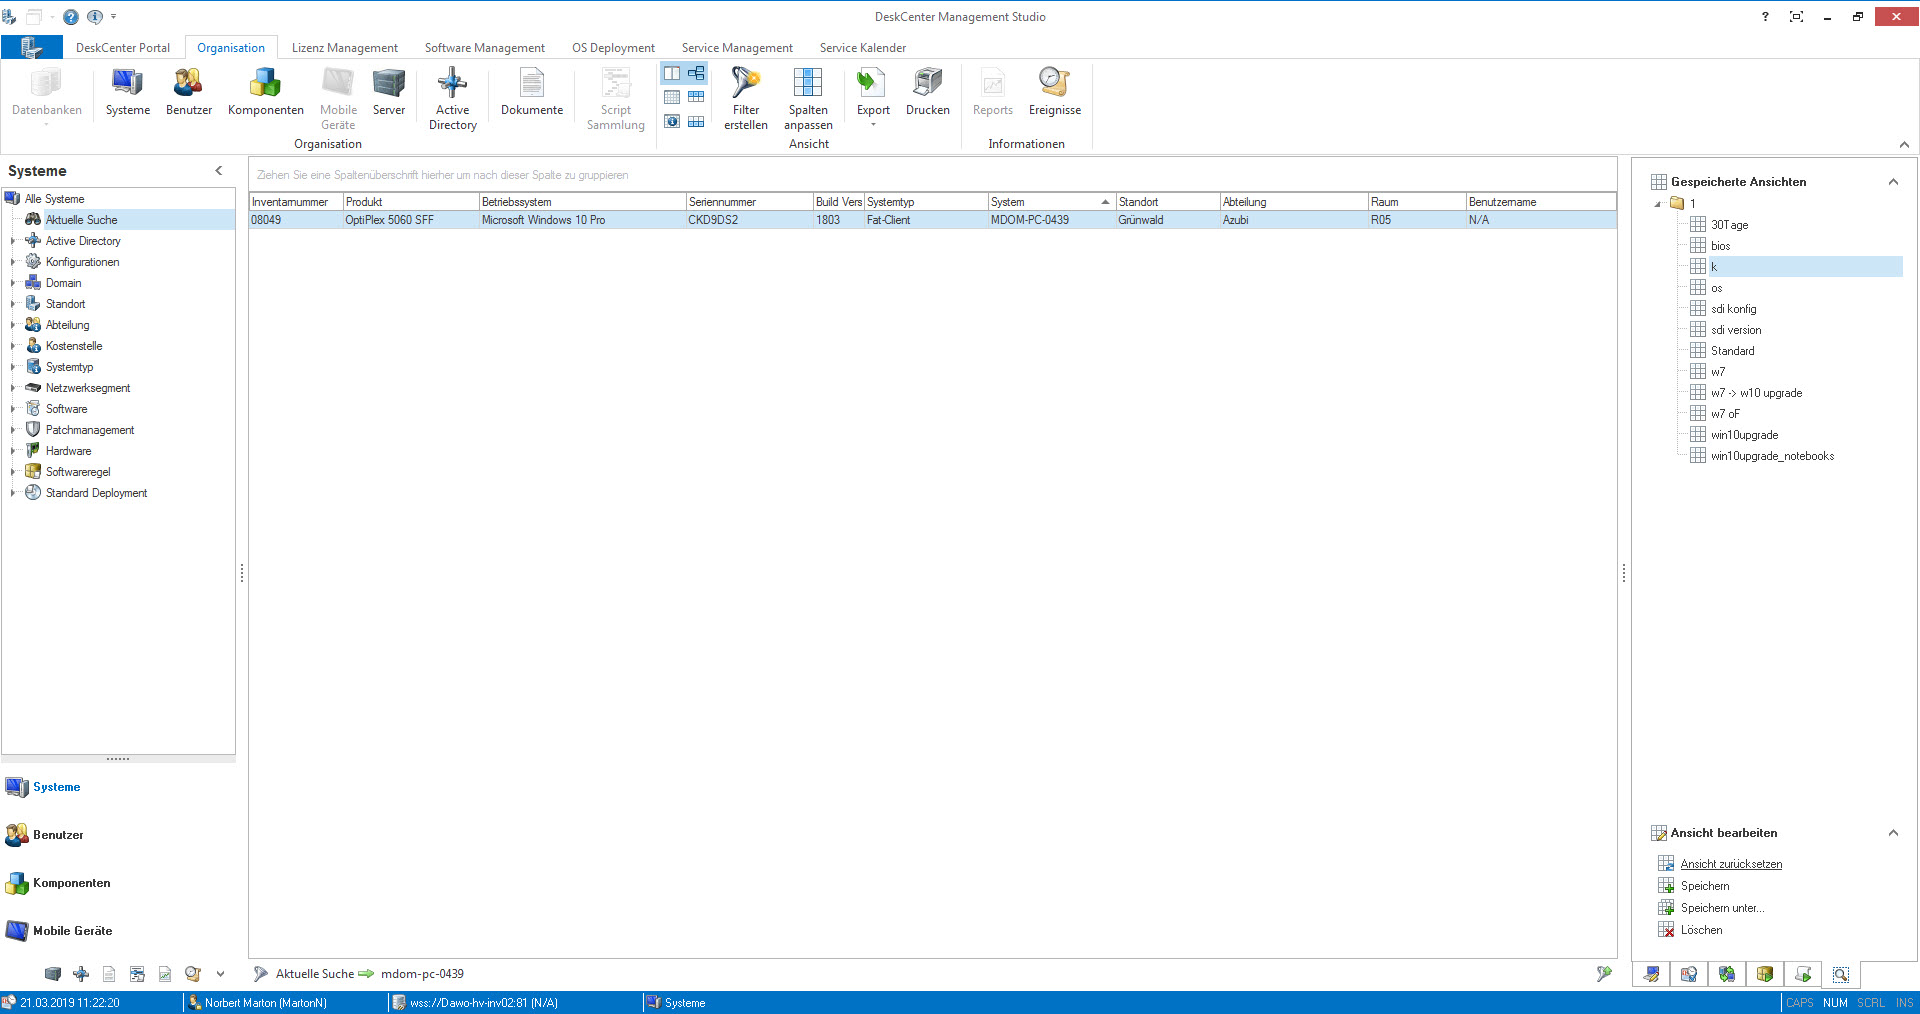 DeskCenter Management Studio
DeskCenter Portal Organisation Lizenz Management Software Management OS Deployment Service Management Service Kalender
Datenbanken Systeme Benutzer Komponenten Mobile Geräte Server Active Directory Dokumente Script Sammlung Filter erstellen Spalten anpassen Export Drucken Reports Ereignisse
Organisation Ansicht Informationen
Systeme
Alle Systeme
Aktuelle Suche
Active Directory
Konfigurationen
Domain
Standort
Abteilung
Kostenstelle
Systemtyp
Netzwerksegment
Software
Patchmanagement
Hardware
Softwareregel
Standard Deployment
Systeme
Benutzer
Komponenten
Mobile Geräte
Ziehen Sie eine Spaltenüberschrift hierher um nach dieser Spalte zu gruppieren
Inventarnummer Produkt Betriebssystem Seriennummer Build Vers Systemtyp System Standort Abteilung Raum Benutzername
08049 OptiPlex 5060 SFF Microsoft Windows 10 Pro CKD9DS2 1803 Fat-Client MDOM-PC-0439 Grünwald Azubi R05 N/A
Aktuelle Suche mdom-pc-0439
Gespeicherte Ansichten
1
30Tage
bios
k
os
sdi konfig
sdi version
Standard
w7
w7 -> w10 upgrade
w7 oF
win10upgrade
win10upgrade_notebooks
Ansicht bearbeiten
Ansicht zurücksetzen
Speichern
Speichern unter...
Löschen
21.03.2019 11:22:20 Norbert Marton (MartonN) wss://Dawo-hv-inv02:81 (N/A) Systeme CAPS NUM SCRL INS